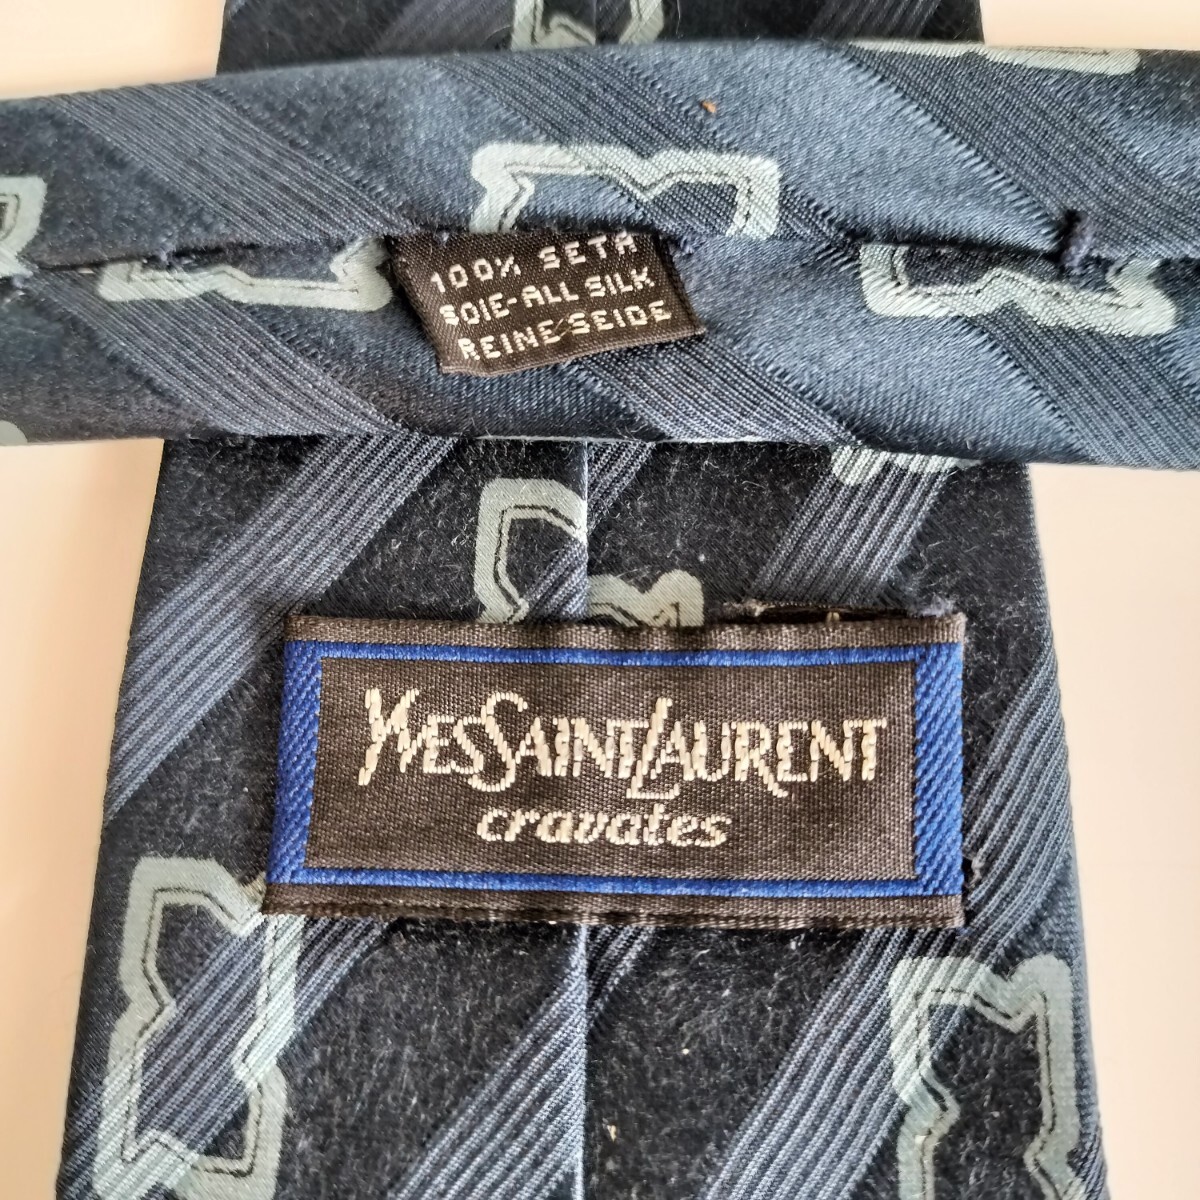 100% SETA
SOIE-ALL SILK
REINE SEIDE
YVESSAINTLAURENT
cravates